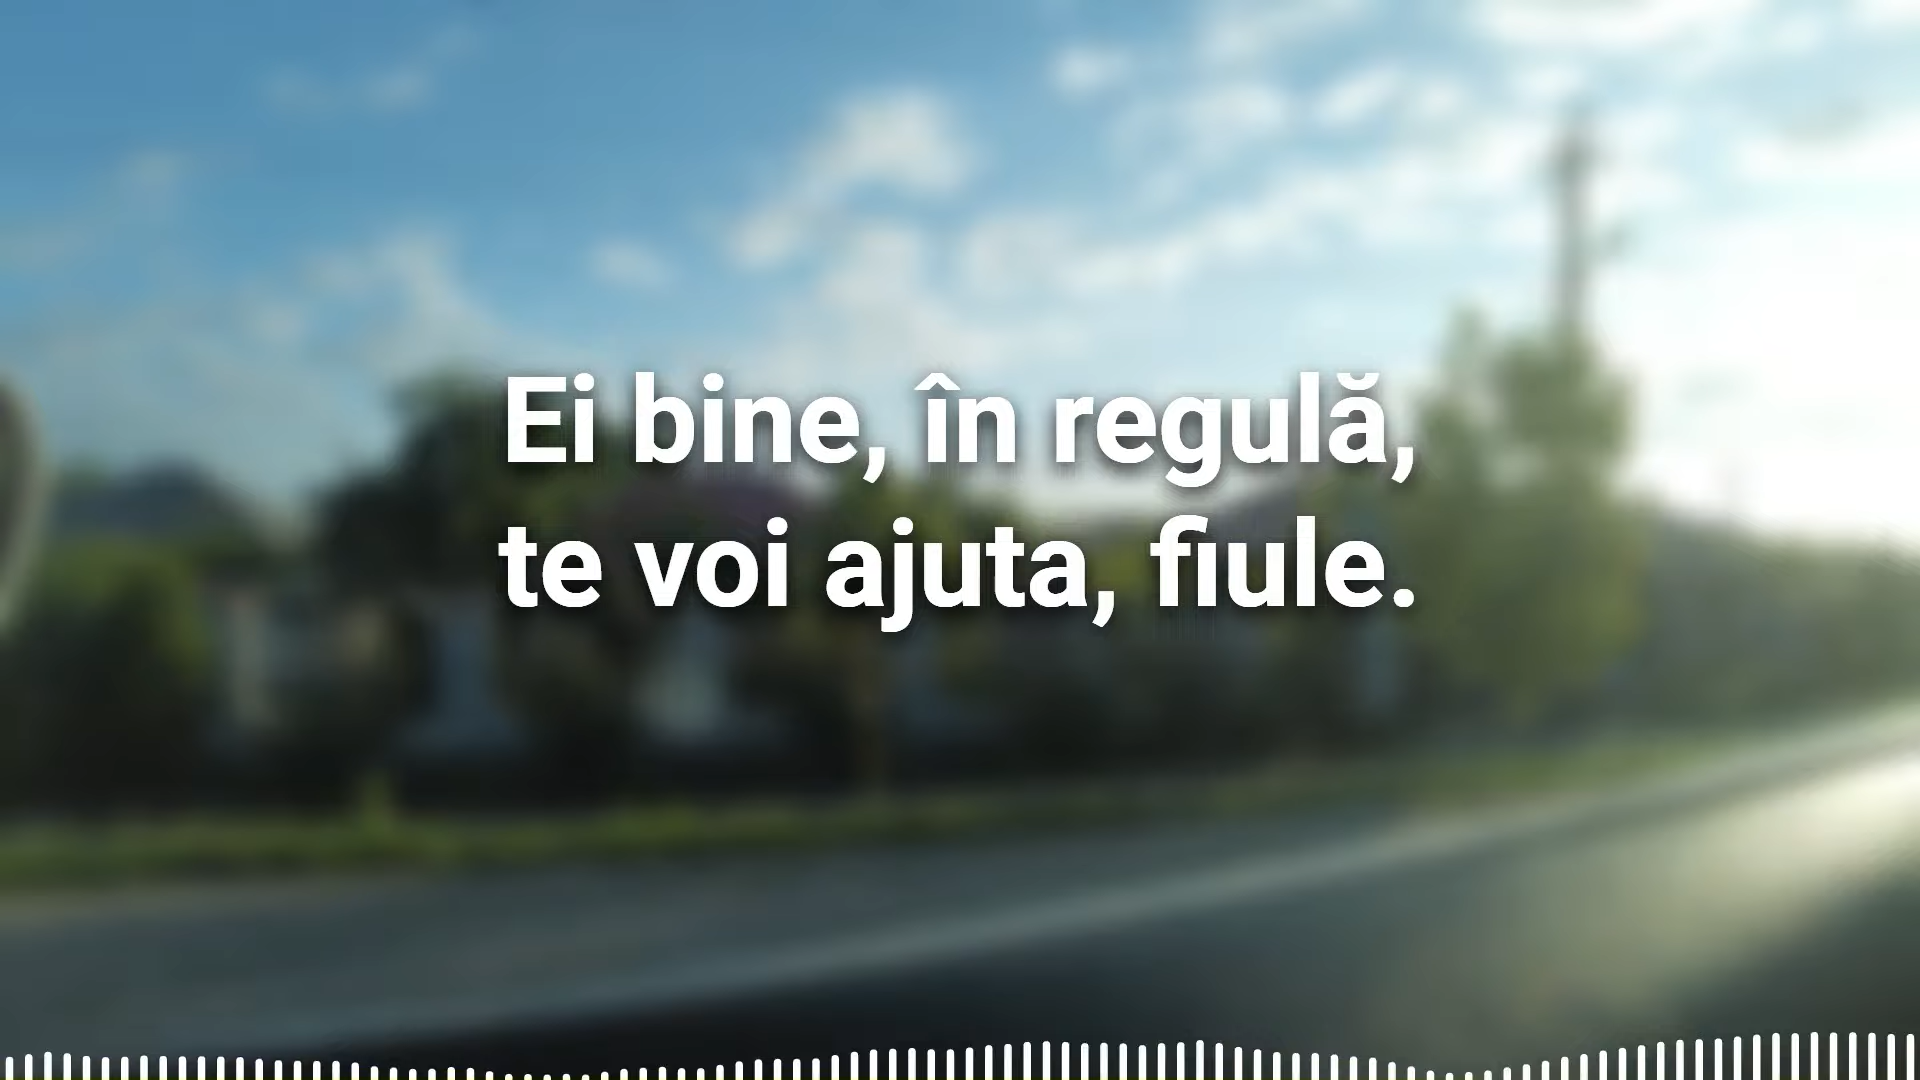 Ei bine, în regulă,
te voi ajuta, fiule.